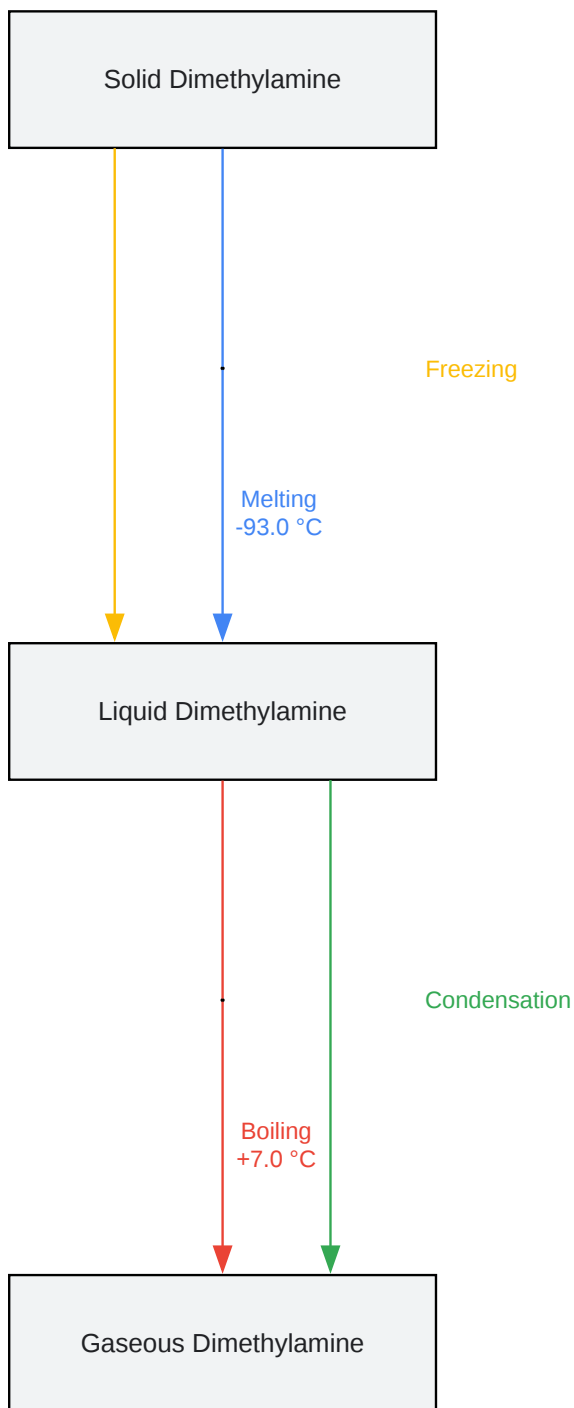 Solid Dimethylamine
Freezing
Melting
-93.0 °C
Liquid Dimethylamine
Condensation
Boiling
+7.0 °C
Gaseous Dimethylamine